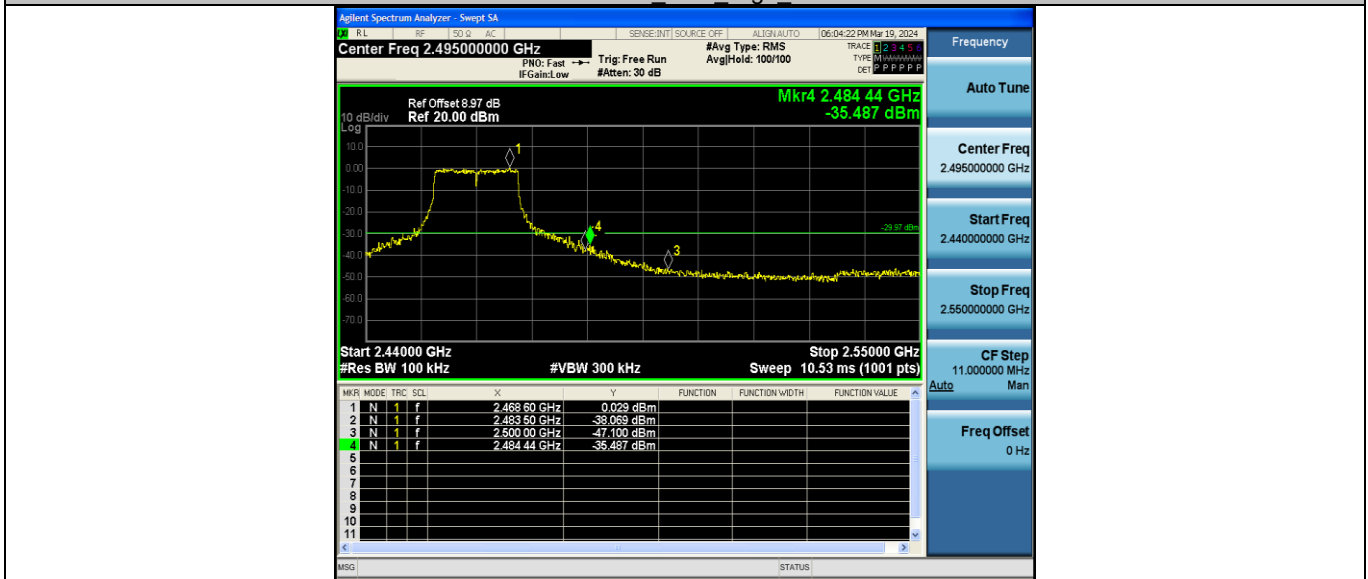 Agilent Spectrum Analyzer - Swept SA
RL RF 50 Ω AC SENSE:INT SOURCE OFF ALIGN AUTO 06:04:22 PM Mar 19, 2024
Center Freq 2.495000000 GHz
PNO: Fast
IFGain:Low
Trig: Free Run
#Atten: 30 dB
#Avg Type: RMS
Avg|Hold: 100/100
TRACE 1 2 3 4 5 6
TYPE M
DET P P P P P P
Mkr4 2.484 44 GHz
-35.487 dBm
Ref Offset 8.97 dB
Ref 20.00 dBm
10 dB/div
Log
10.0
0.00
-10.0
-20.0
-30.0
-40.0
-50.0
-60.0
-70.0
1
4
3
-29.97 dBm
Start 2.44000 GHz Stop 2.55000 GHz
#Res BW 100 kHz #VBW 300 kHz Sweep 10.53 ms (1001 pts)
MKR MODE TRC SCL X Y FUNCTION FUNCTION WIDTH FUNCTION VALUE
1 N 1 f 2.468 60 GHz 0.029 dBm
2 N 1 f 2.483 50 GHz -38.069 dBm
3 N 1 f 2.500 00 GHz -47.100 dBm
4 N 1 f 2.484 44 GHz -35.487 dBm
5
6
7
8
9
10
11
MSG STATUS
Frequency
Auto Tune
Center Freq
2.495000000 GHz
Start Freq
2.440000000 GHz
Stop Freq
2.550000000 GHz
CF Step
11.000000 MHz
Auto Man
Freq Offset
0 Hz